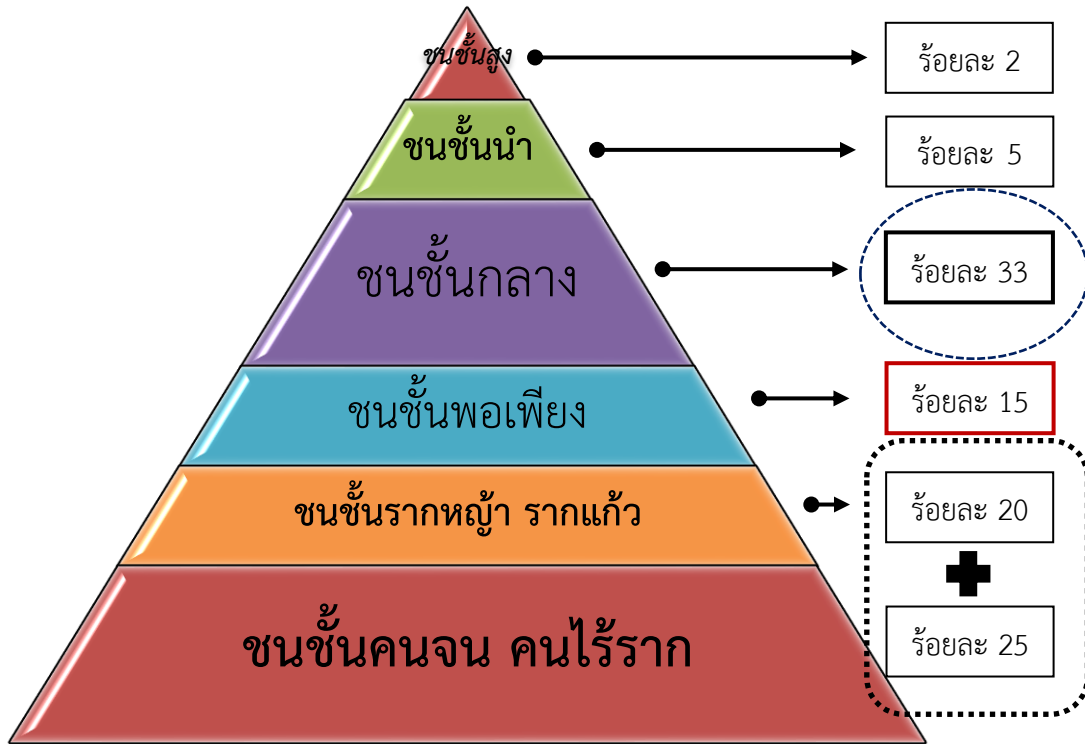 ชนชั้นสูง
ร้อยละ 2
ชนชั้นนำ
ร้อยละ 5
ชนชั้นกลาง
ร้อยละ 33
ชนชั้นพอเพียง
ร้อยละ 15
ชนชั้นรากหญ้า รากแก้ว
ร้อยละ 20
ชนชั้นคนจน คนไร้ราก
ร้อยละ 25